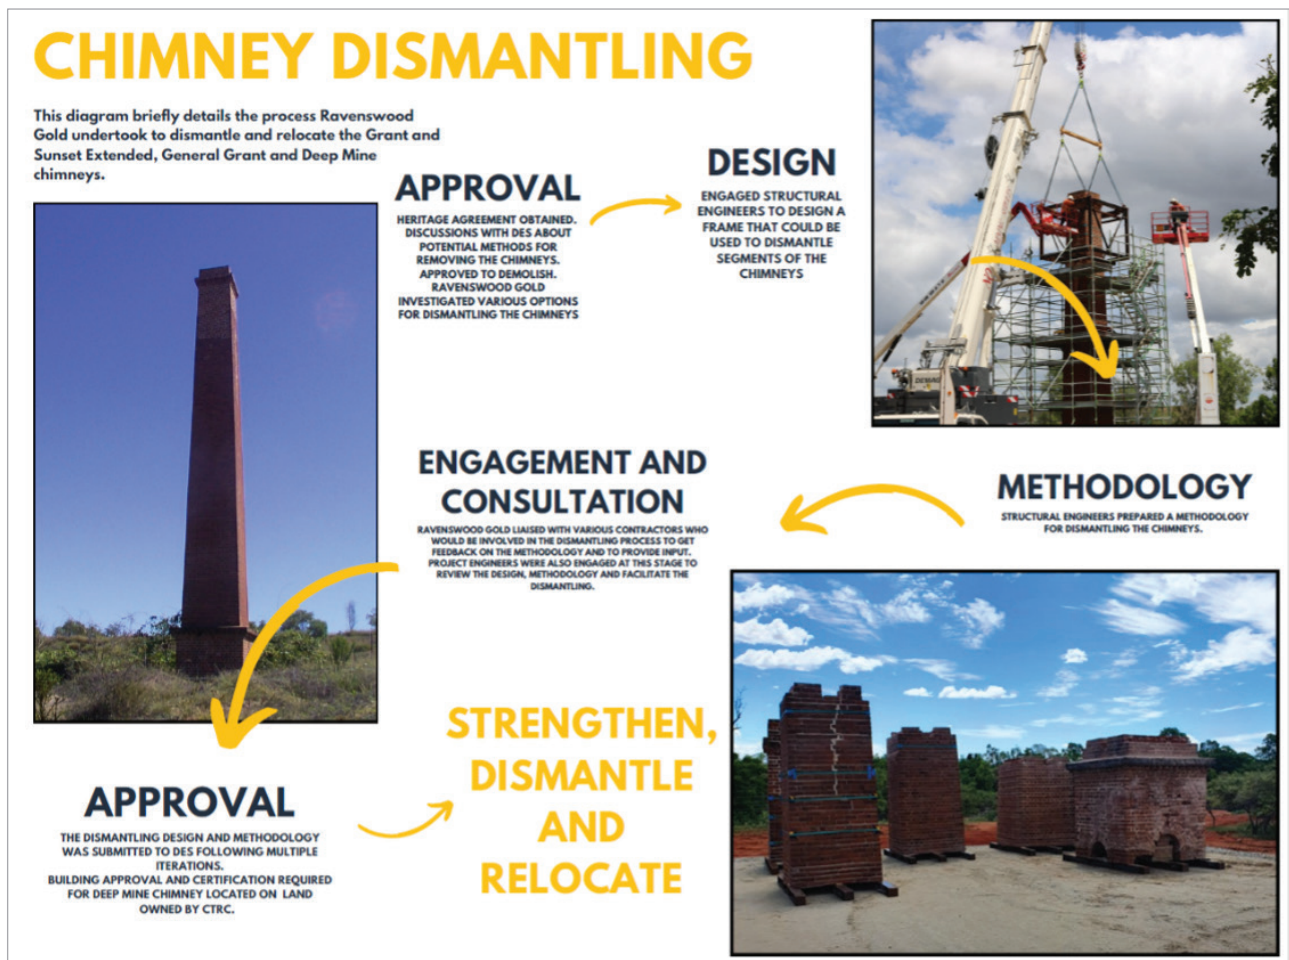 CHIMNEY DISMANTLING
This diagram briefly details the process Ravenswood
Gold undertook to dismantle and relocate the Grant and
Sunset Extended, General Grant and Deep Mine
chimneys.
APPROVAL
HERITAGE AGREEMENT OBTAINED.
DISCUSSIONS WITH DES ABOUT
POTENTIAL METHODS FOR
REMOVING THE CHIMNEYS.
APPROVED TO DEMOLISH.
RAVENSWOOD GOLD
INVESTIGATED VARIOUS OPTIONS
FOR DISMANTLING THE CHIMNEYS
DESIGN
ENGAGED STRUCTURAL
ENGINEERS TO DESIGN A
FRAME THAT COULD BE
USED TO DISMANTLE
SEGMENTS OF THE
CHIMNEYS
METHODOLOGY
STRUCTURAL ENGINEERS PREPARED A METHODOLOGY
FOR DISMANTLING THE CHIMNEYS.
ENGAGEMENT AND
CONSULTATION
RAVENSWOOD GOLD LIAISED WITH VARIOUS CONTRACTORS WHO
WOULD BE INVOLVED IN THE DISMANTLING PROCESS TO GET
FEEDBACK ON THE METHODOLOGY AND TO PROVIDE INPUT.
PROJECT ENGINEERS WERE ALSO ENGAGED AT THIS STAGE TO
REVIEW THE DESIGN, METHODOLOGY AND FACILITATE THE
DISMANTLING.
APPROVAL
THE DISMANTLING DESIGN AND METHODOLOGY
WAS SUBMITTED TO DES FOLLOWING MULTIPLE
ITERATIONS.
BUILDING APPROVAL AND CERTIFICATION REQUIRED
FOR DEEP MINE CHIMNEY LOCATED ON LAND
OWNED BY CTRC.
STRENGTHEN,
DISMANTLE
AND
RELOCATE